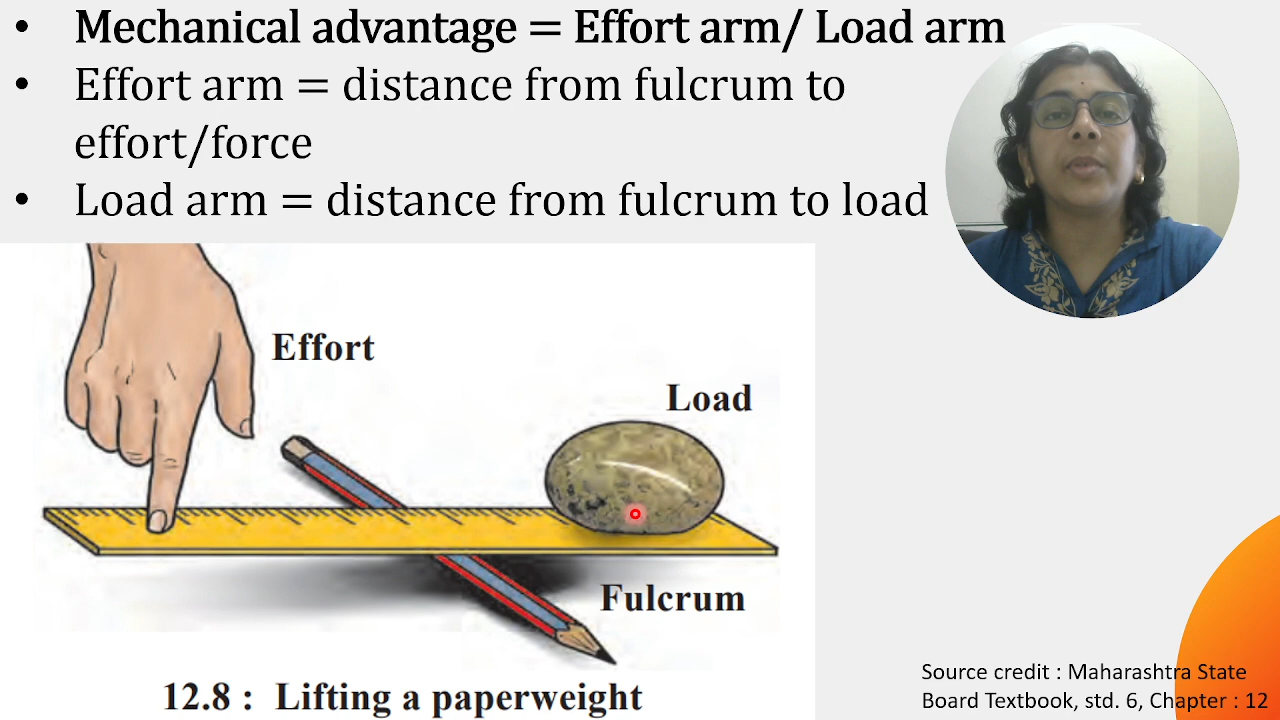 • Mechanical advantage = Effort arm/ Load arm
• Effort arm = distance from fulcrum to
effort/force
• Load arm = distance from fulcrum to load
Effort
Load
Fulcrum
12.8 : Lifting a paperweight
Source credit : Maharashtra State
Board Textbook, std. 6, Chapter : 12